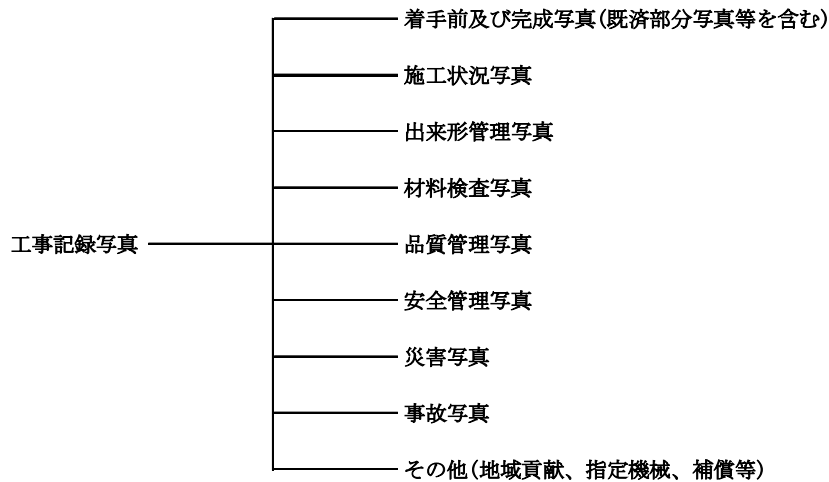 着手前及び完成写真(既済部分写真等を含む)
施工状況写真
出来形管理写真
材料検査写真
工事記録写真
品質管理写真
安全管理写真
災害写真
事故写真
その他(地域貢献、指定機械、補償等)